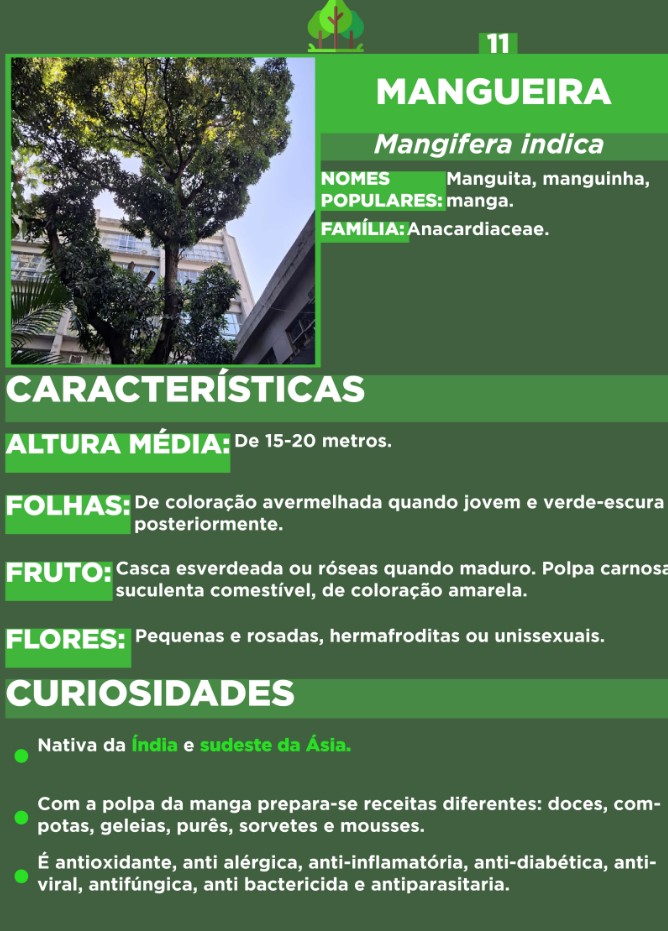 11
MANGUEIRA
Mangifera indica
NOMES POPULARES: Manguita, manguinha, manga.
FAMÍLIA: Anacardiaceae.
CARACTERÍSTICAS
ALTURA MÉDIA: De 15-20 metros.
FOLHAS: De coloração avermelhada quando jovem e verde-escura
posteriormente.
FRUTO: Casca esverdeada ou róseas quando maduro. Polpa carnosa
suculenta comestível, de coloração amarela.
FLORES: Pequenas e rosadas, hermafroditas ou unissexuais.
CURIOSIDADES
Nativa da Índia e sudeste da Ásia.
Com a polpa da manga prepara-se receitas diferentes: doces, com-
potas, geleias, purês, sorvetes e mousses.
É antioxidante, anti alérgica, anti-inflamatória, anti-diabética, anti-
viral, antifúngica, anti bactericida e antiparasitaria.